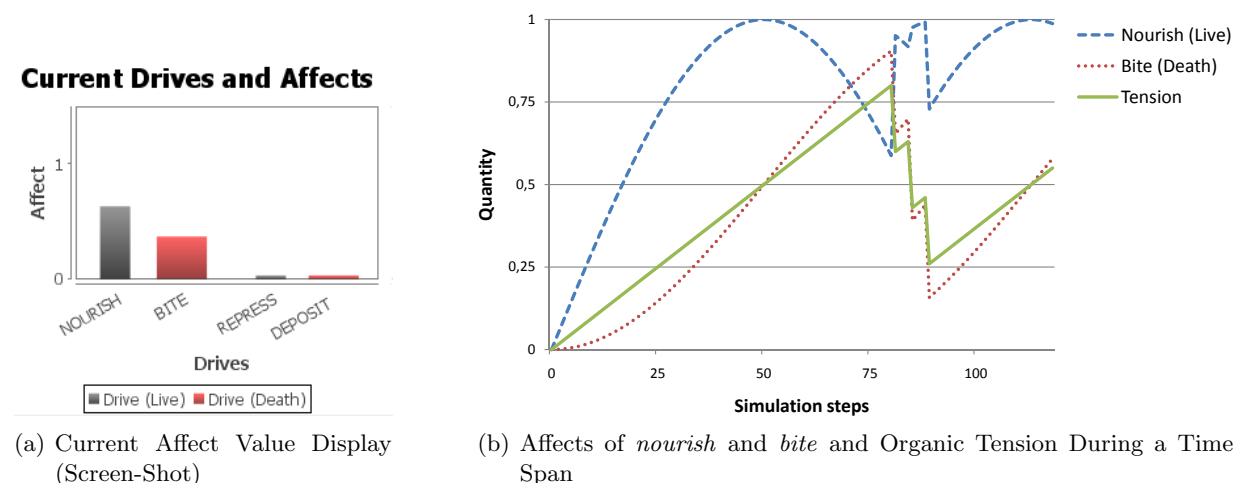 Current Drives and Affects
Affect
1
0
NOURISH
BITE
REPRESS
DEPOSIT
Drives
Drive (Live) Drive (Death)
(a) Current Affect Value Display
(Screen-Shot)
1
0,75
0,5
0,25
0
Quantity
0 25 50 75 100
Simulation steps
Nourish (Live)
Bite (Death)
Tension
(b) Affects of nourish and bite and Organic Tension During a Time
Span